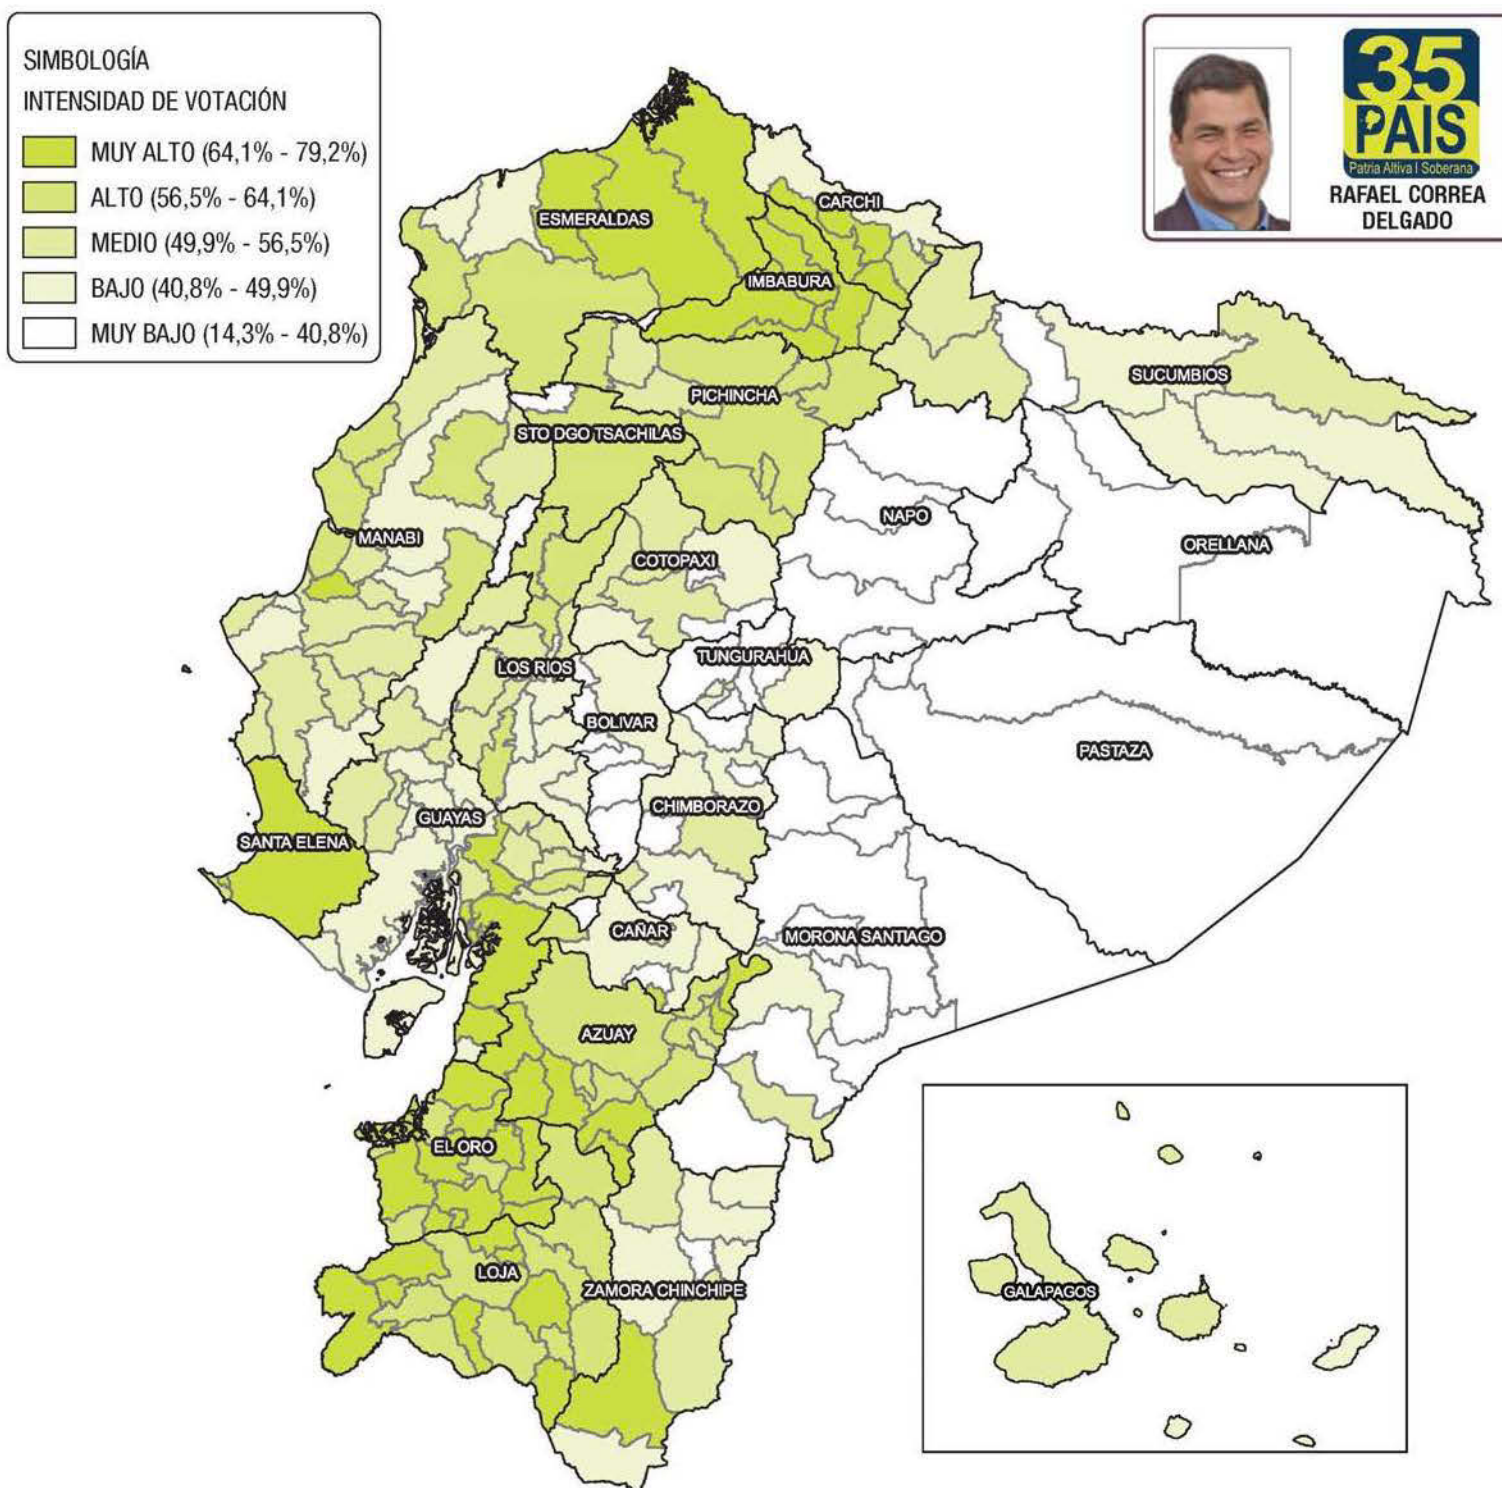 SIMBOLOGÍA
INTENSIDAD DE VOTACIÓN
MUY ALTO (64,1% - 79,2%)
ALTO (56,5% - 64,1%)
MEDIO (49,9% - 56,5%)
BAJO (40,8% - 49,9%)
MUY BAJO (14,3% - 40,8%)
35
PAIS
Patria Altiva I Soberana
RAFAEL CORREA
DELGADO
CARCHI
ESMERALDAS
IMBABURA
SUCUMBIOS
PICHINCHA
STO DGO TSACHILAS
NAPO
MANABI
ORELLANA
COTOPAXI
TUNGURAHUA
LOS RIOS
BOLIVAR
PASTAZA
CHIMBORAZO
GUAYAS
SANTA ELENA
CAÑAR
MORONA SANTIAGO
AZUAY
EL ORO
LOJA
ZAMORA CHINCHIPE
GALAPAGOS